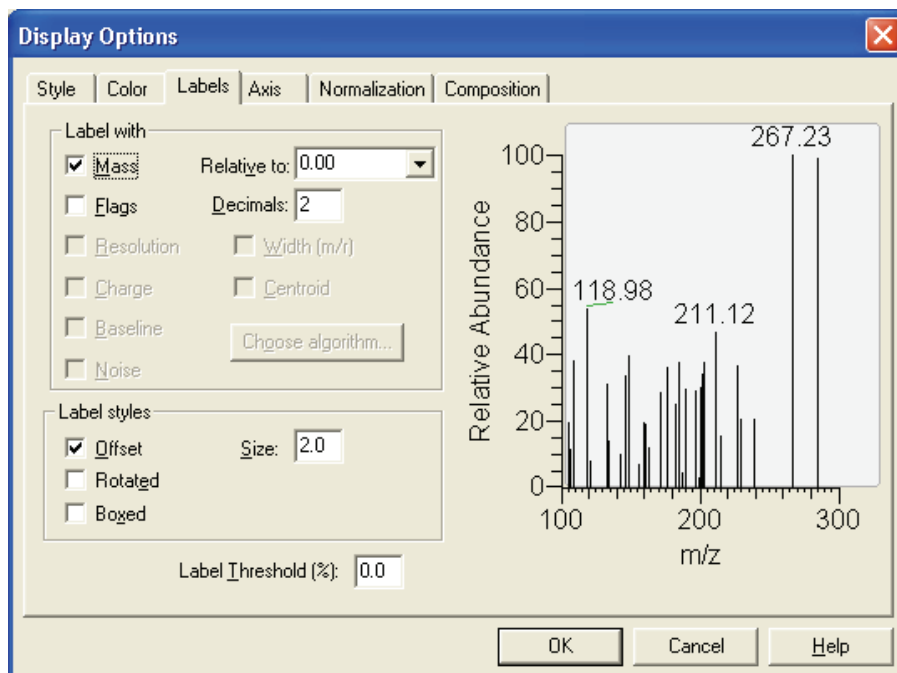 Display Options
Style Color Labels Axis Normalization Composition
Label with
Mass Relative to: 0.00
Flags Decimals: 2
Resolution Width (m/r)
Charge Centroid
Baseline
Choose algorithm...
Noise
Label styles
Offset Size: 2.0
Rotated
Boxed
Label Threshold (%): 0.0
267.23
118.98
211.12
Relative Abundance
100
80
60
40
20
0
100 200 300
m/z
OK Cancel Help